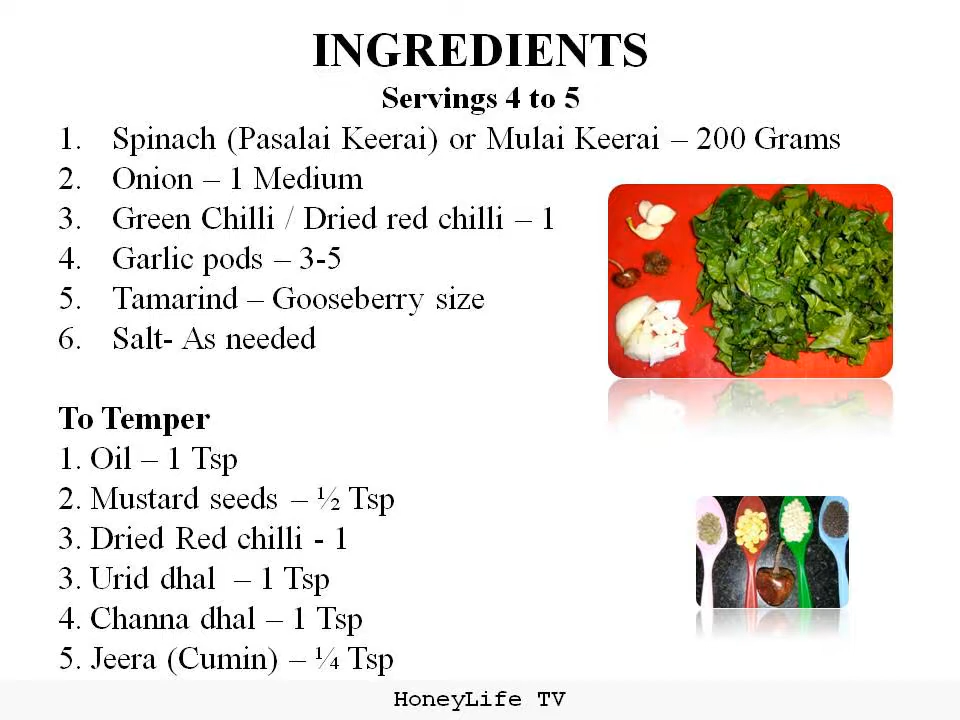 INGREDIENTS
Servings 4 to 5
1. Spinach (Pasalai Keerai) or Mulai Keerai – 200 Grams
2. Onion – 1 Medium
3. Green Chilli / Dried red chilli – 1
4. Garlic pods – 3-5
5. Tamarind – Gooseberry size
6. Salt- As needed
To Temper
1. Oil – 1 Tsp
2. Mustard seeds – ½ Tsp
3. Dried Red chilli - 1
3. Urid dhal – 1 Tsp
4. Channa dhal – 1 Tsp
5. Jeera (Cumin) – ¼ Tsp
HoneyLife TV